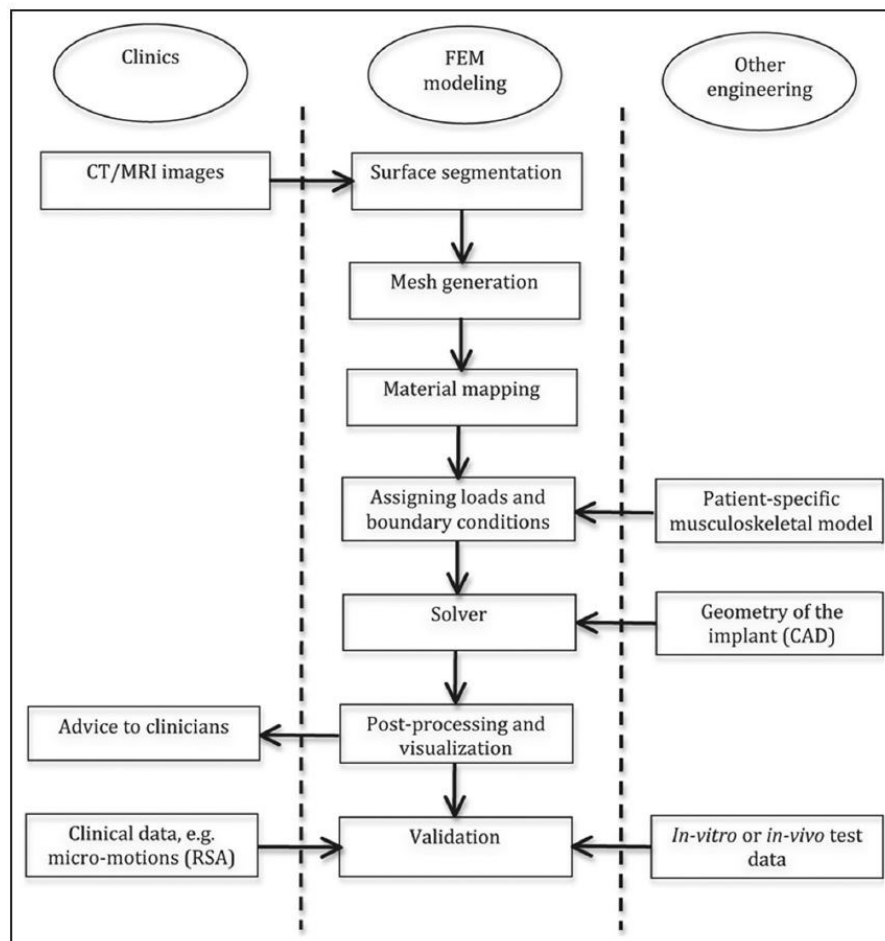 Clinics
FEM
modeling
Other
engineering
CT/MRI images
Surface segmentation
Mesh generation
Material mapping
Assigning loads and
boundary conditions
Patient-specific
musculoskeletal model
Solver
Geometry of the
implant (CAD)
Advice to clinicians
Post-processing and
visualization
Clinical data, e.g.
micro-motions (RSA)
Validation
In-vitro or in-vivo test
data